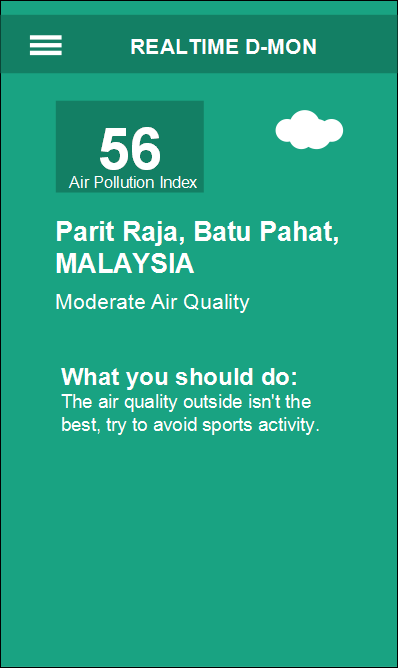 REALTIME D-MON
56
Air Pollution Index
Parit Raja, Batu Pahat,
MALAYSIA
Moderate Air Quality
What you should do:
The air quality outside isn't the
best, try to avoid sports activity.